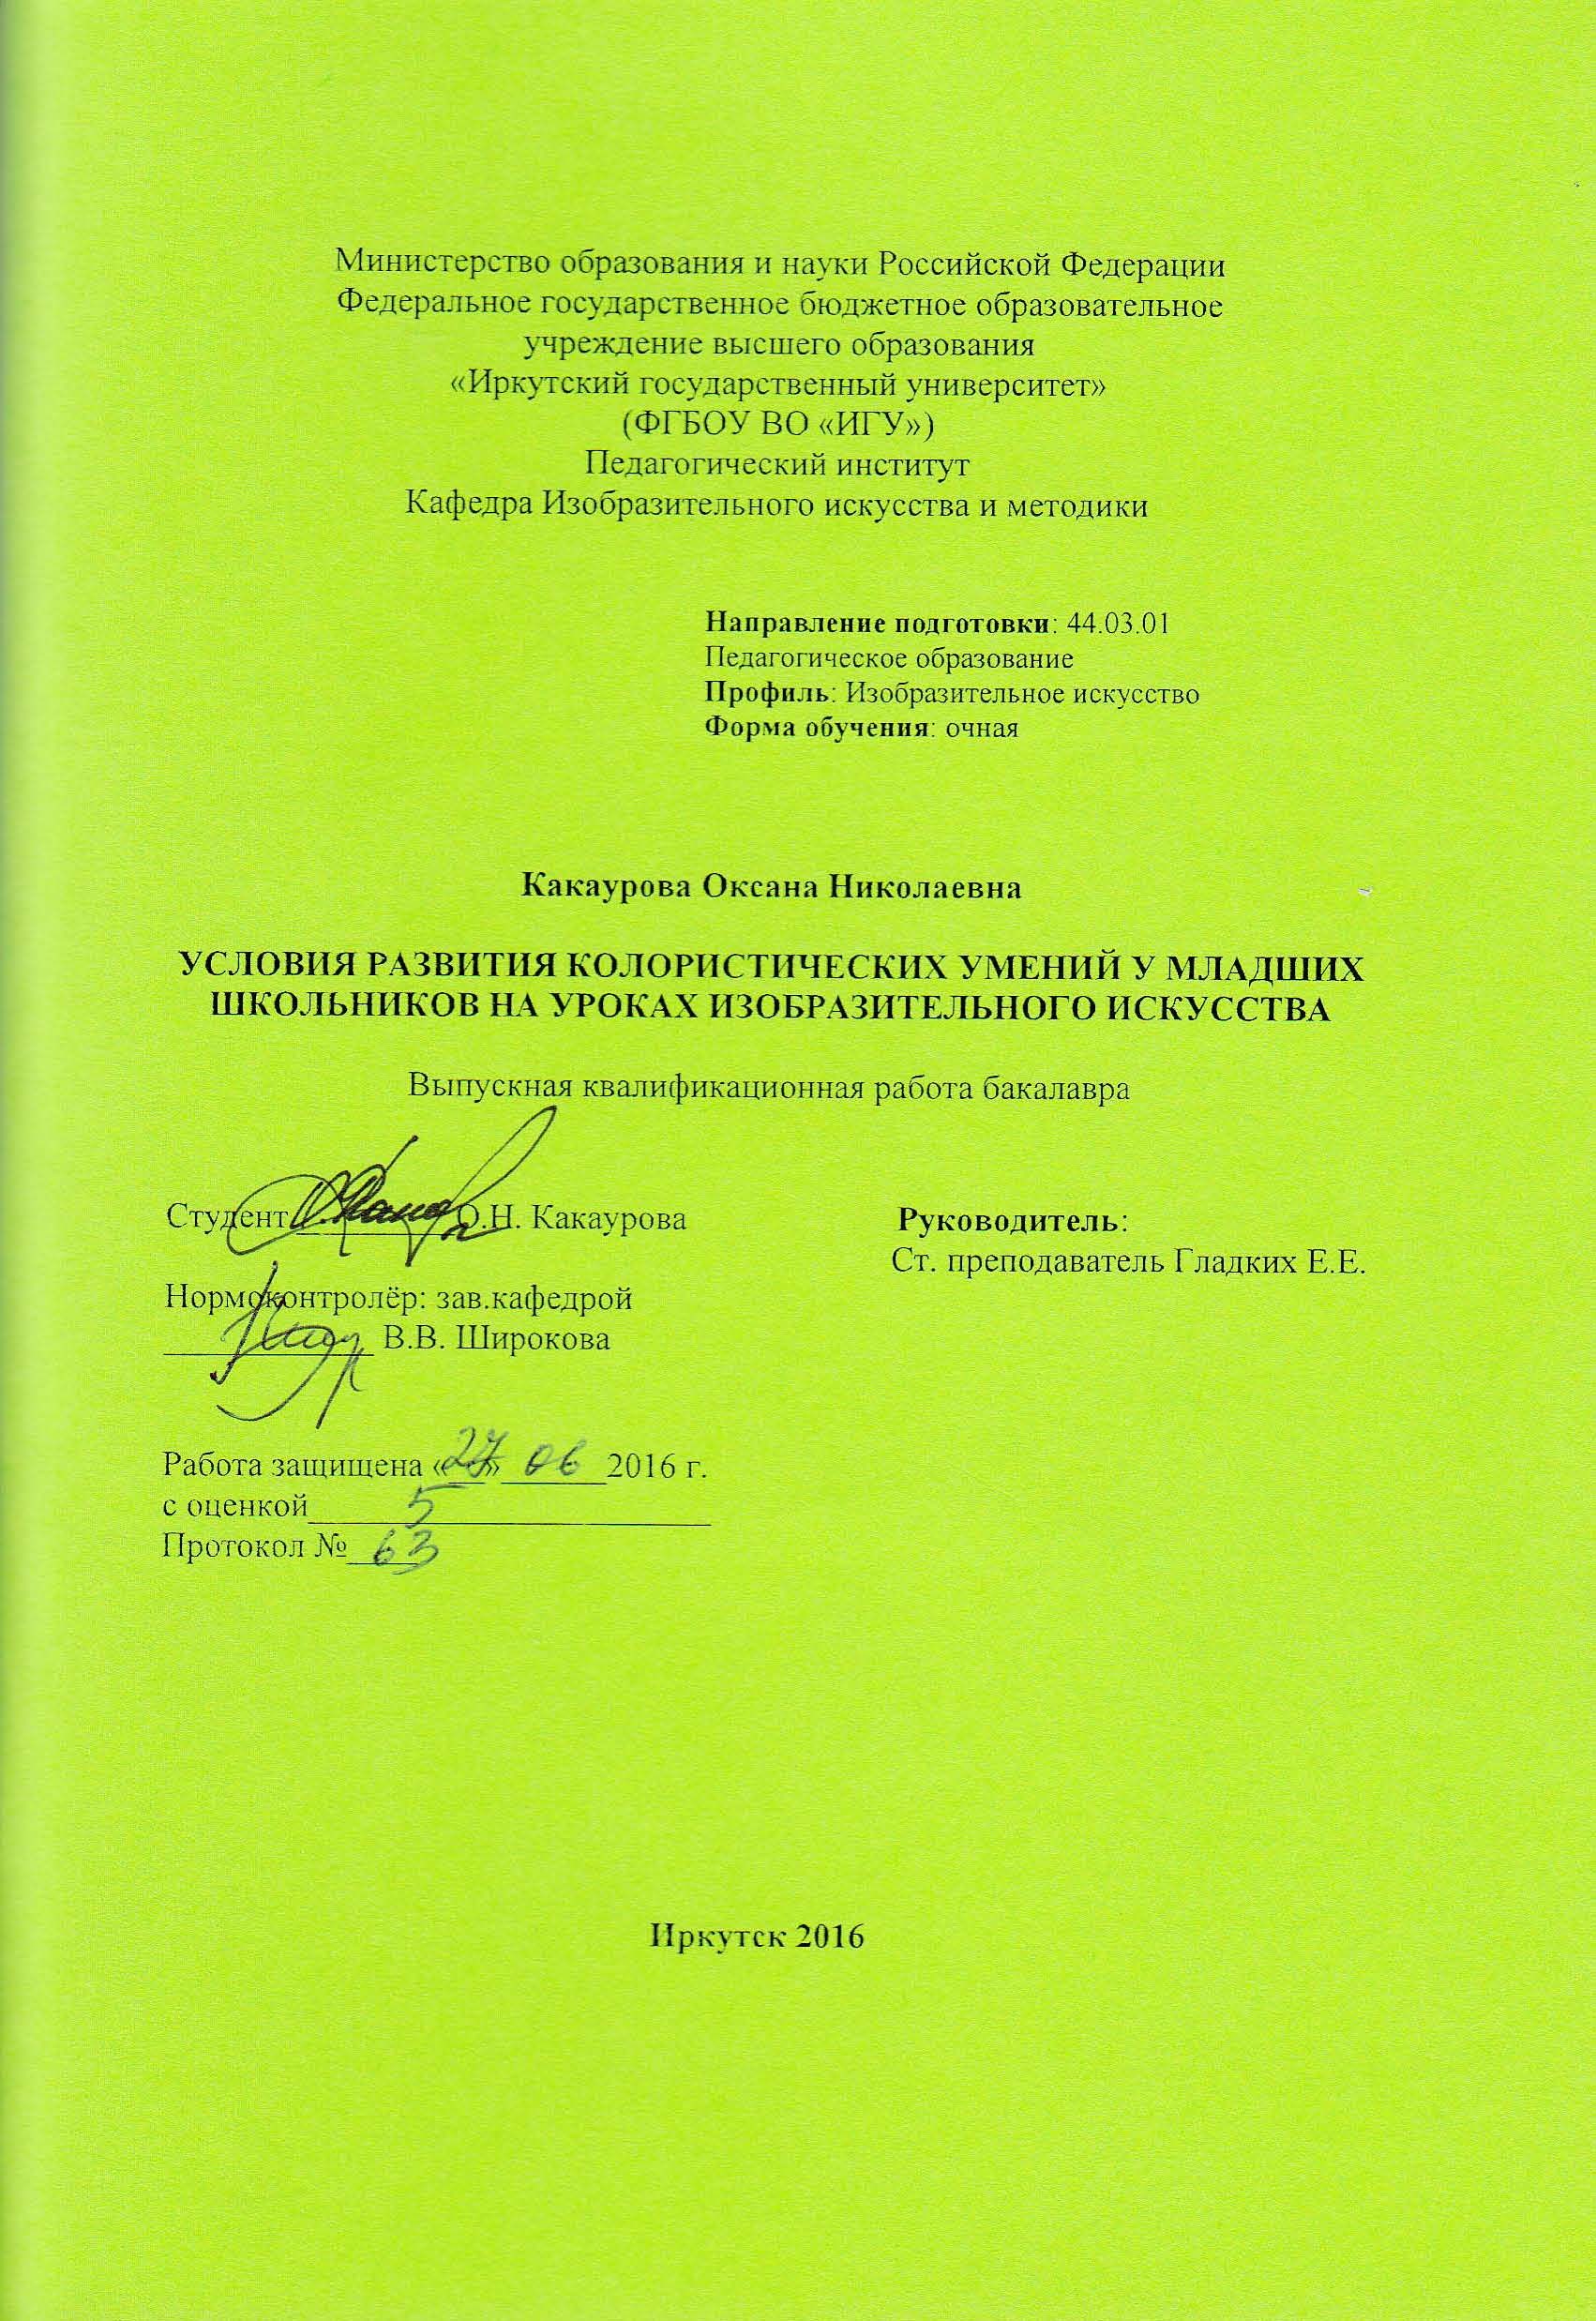 Министерство образования и науки Российской Федерации
Федеральное государственное бюджетное образовательное
учреждение высшего образования
«Иркутский государственный университет»
(ФГБОУ ВО «ИГУ»)
Педагогический институт
Кафедра Изобразительного искусства и методики
Направление подготовки: 44.03.01
Педагогическое образование
Профиль: Изобразительное искусство
Форма обучения: очная
Какаурова Оксана Николаевна
УСЛОВИЯ РАЗВИТИЯ КОЛОРИСТИЧЕСКИХ УМЕНИЙ У МЛАДШИХ
ШКОЛЬНИКОВ НА УРОКАХ ИЗОБРАЗИТЕЛЬНОГО ИСКУССТВА
Выпускная квалификационная работа бакалавра
Студент О.Н. Какаурова
Руководитель:
Ст. преподаватель Гладких Е.Е.
Нормоконтролёр: зав.кафедрой
В.В. Широкова
Работа защищена «27» 06 2016 г.
с оценкой 5
Протокол № 63
Иркутск 2016